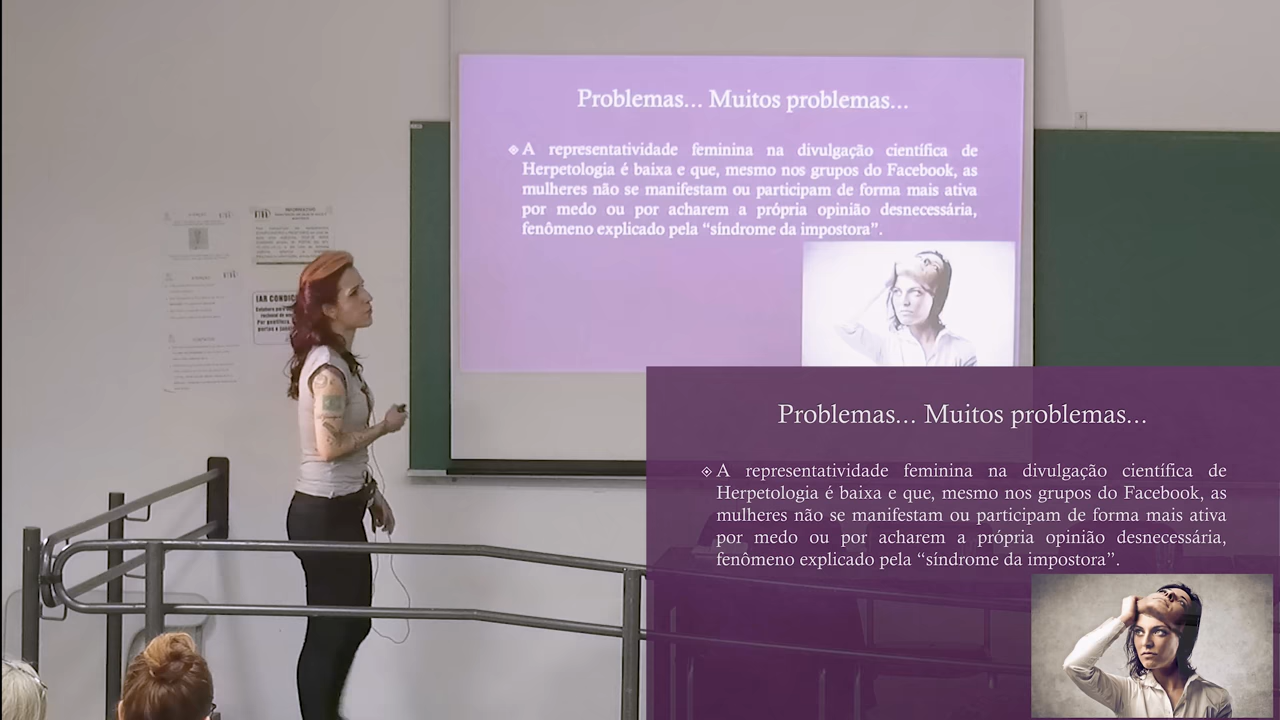 Problemas... Muitos problemas...
A representatividade feminina na divulgação científica de
Herpetologia é baixa e que, mesmo nos grupos do Facebook, as
mulheres não se manifestam ou participam de forma mais ativa
por medo ou por acharem a própria opinião desnecessária,
fenômeno explicado pela “síndrome da impostora”.
INFORMATIVO
Problemas... Muitos problemas...
A representatividade feminina na divulgação científica de
Herpetologia é baixa e que, mesmo nos grupos do Facebook, as
mulheres não se manifestam ou participam de forma mais ativa
por medo ou por acharem a própria opinião desnecessária,
fenômeno explicado pela “síndrome da impostora”.